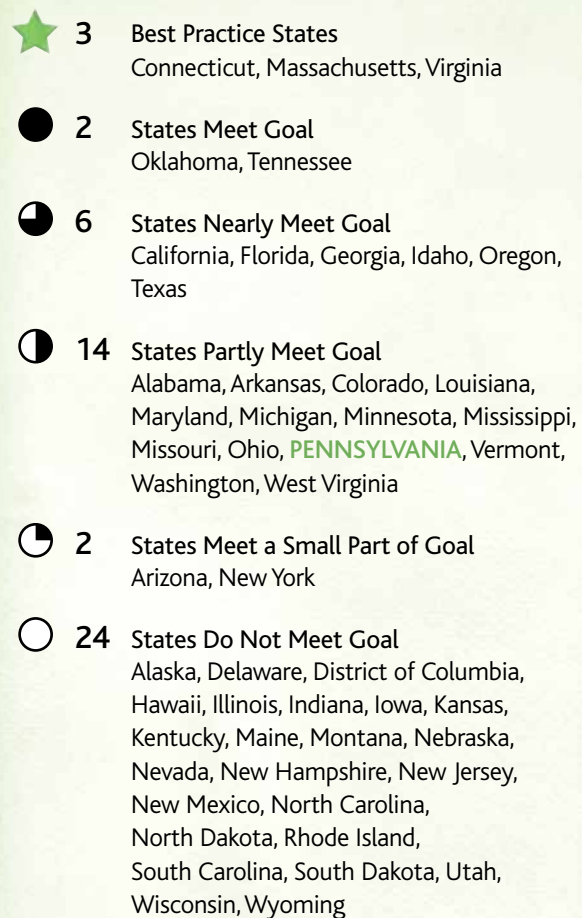 3 Best Practice States
Connecticut, Massachusetts, Virginia
2 States Meet Goal
Oklahoma, Tennessee
6 States Nearly Meet Goal
California, Florida, Georgia, Idaho, Oregon,
Texas
14 States Partly Meet Goal
Alabama, Arkansas, Colorado, Louisiana,
Maryland, Michigan, Minnesota, Mississippi,
Missouri, Ohio, PENNSYLVANIA, Vermont,
Washington, West Virginia
2 States Meet a Small Part of Goal
Arizona, New York
24 States Do Not Meet Goal
Alaska, Delaware, District of Columbia,
Hawaii, Illinois, Indiana, Iowa, Kansas,
Kentucky, Maine, Montana, Nebraska,
Nevada, New Hampshire, New Jersey,
New Mexico, North Carolina,
North Dakota, Rhode Island,
South Carolina, South Dakota, Utah,
Wisconsin, Wyoming